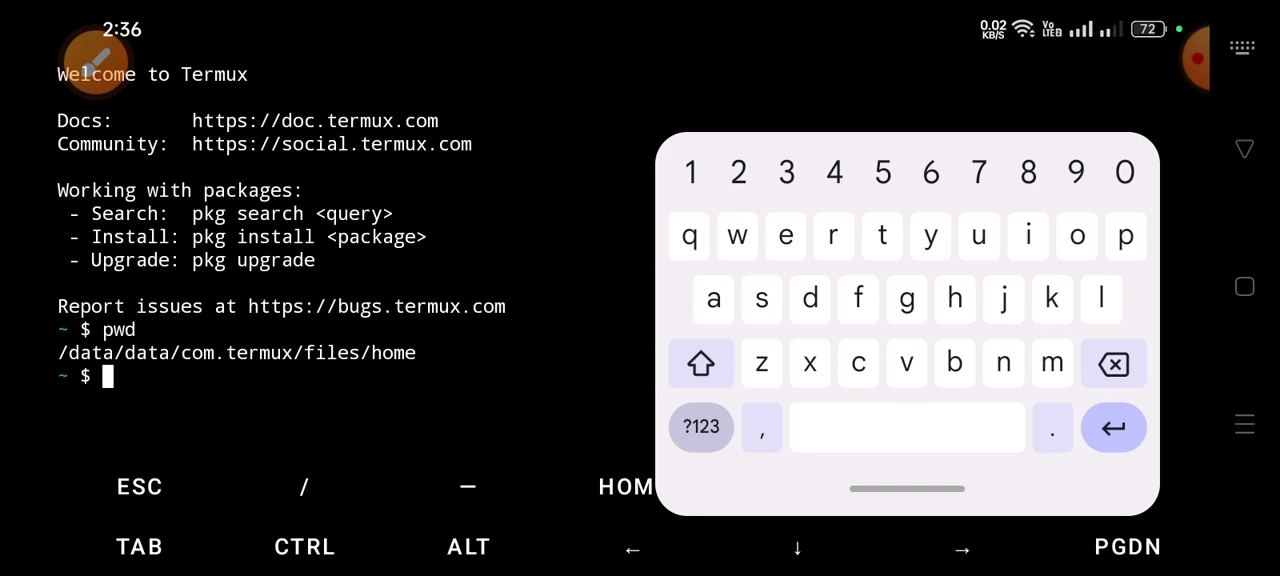 2:36
0.02 KB/S Vo LTE 2 72
Welcome to Termux
Docs: https://doc.termux.com
Community: https://social.termux.com
Working with packages:
- Search: pkg search <query>
- Install: pkg install <package>
- Upgrade: pkg upgrade
Report issues at https://bugs.termux.com
~ $ pwd
/data/data/com.termux/files/home
~ $
1 2 3 4 5 6 7 8 9 0
q w e r t y u i o p
a s d f g h j k l
z x c v b n m
?123 , .
ESC / — HOM
TAB CTRL ALT ← ↓ → PGDN